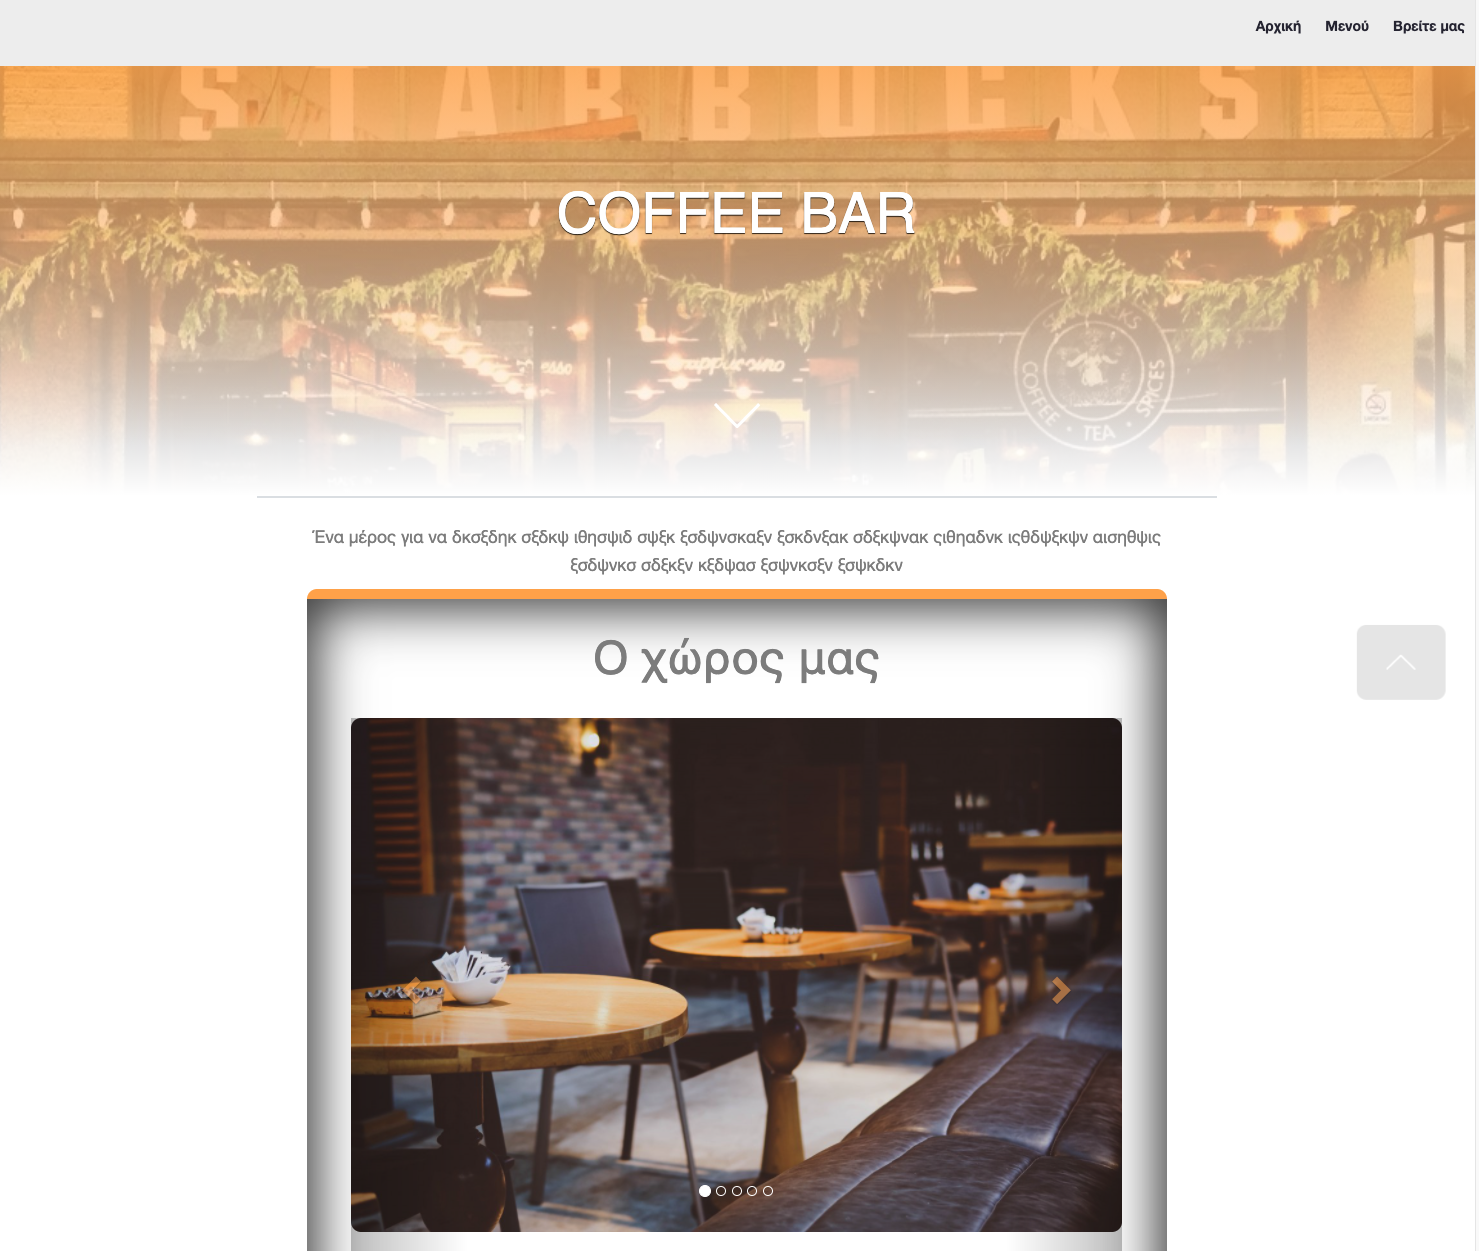 Αρχική Μενού Βρείτε μας
STARBUCKS
COFFEE BAR
COFFEE • TEA • SPICES
Ένα μέρος για να δκσξδηκ σξδκψ ιθησψιδ σψξκ ξσδψνσκαξν ξσκδνξακ σδξκψνακ ςιθηαδνκ ιςθδψξκψν αισηθψις
ξσδψνκσ σδξκξν κξδψασ ξσψνκσξν ξσψκδκν
Ο χώρος μας